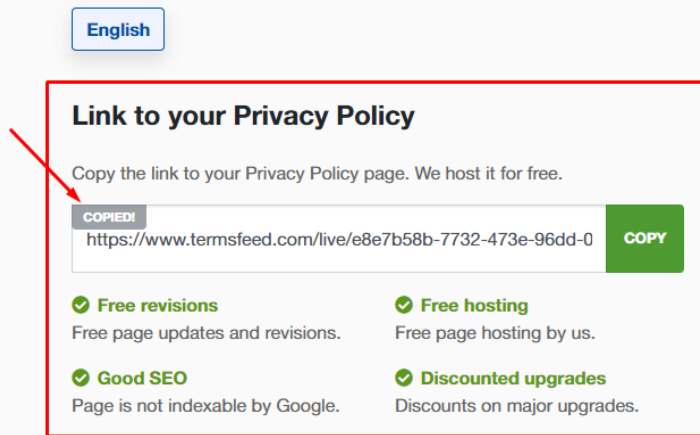 English
Link to your Privacy Policy
Copy the link to your Privacy Policy page. We host it for free.
COPIED!
https://www.termsfeed.com/live/e8e7b58b-7732-473e-96dd-0
COPY
Free revisions
Free page updates and revisions.
Free hosting
Free page hosting by us.
Good SEO
Page is not indexable by Google.
Discounted upgrades
Discounts on major upgrades.